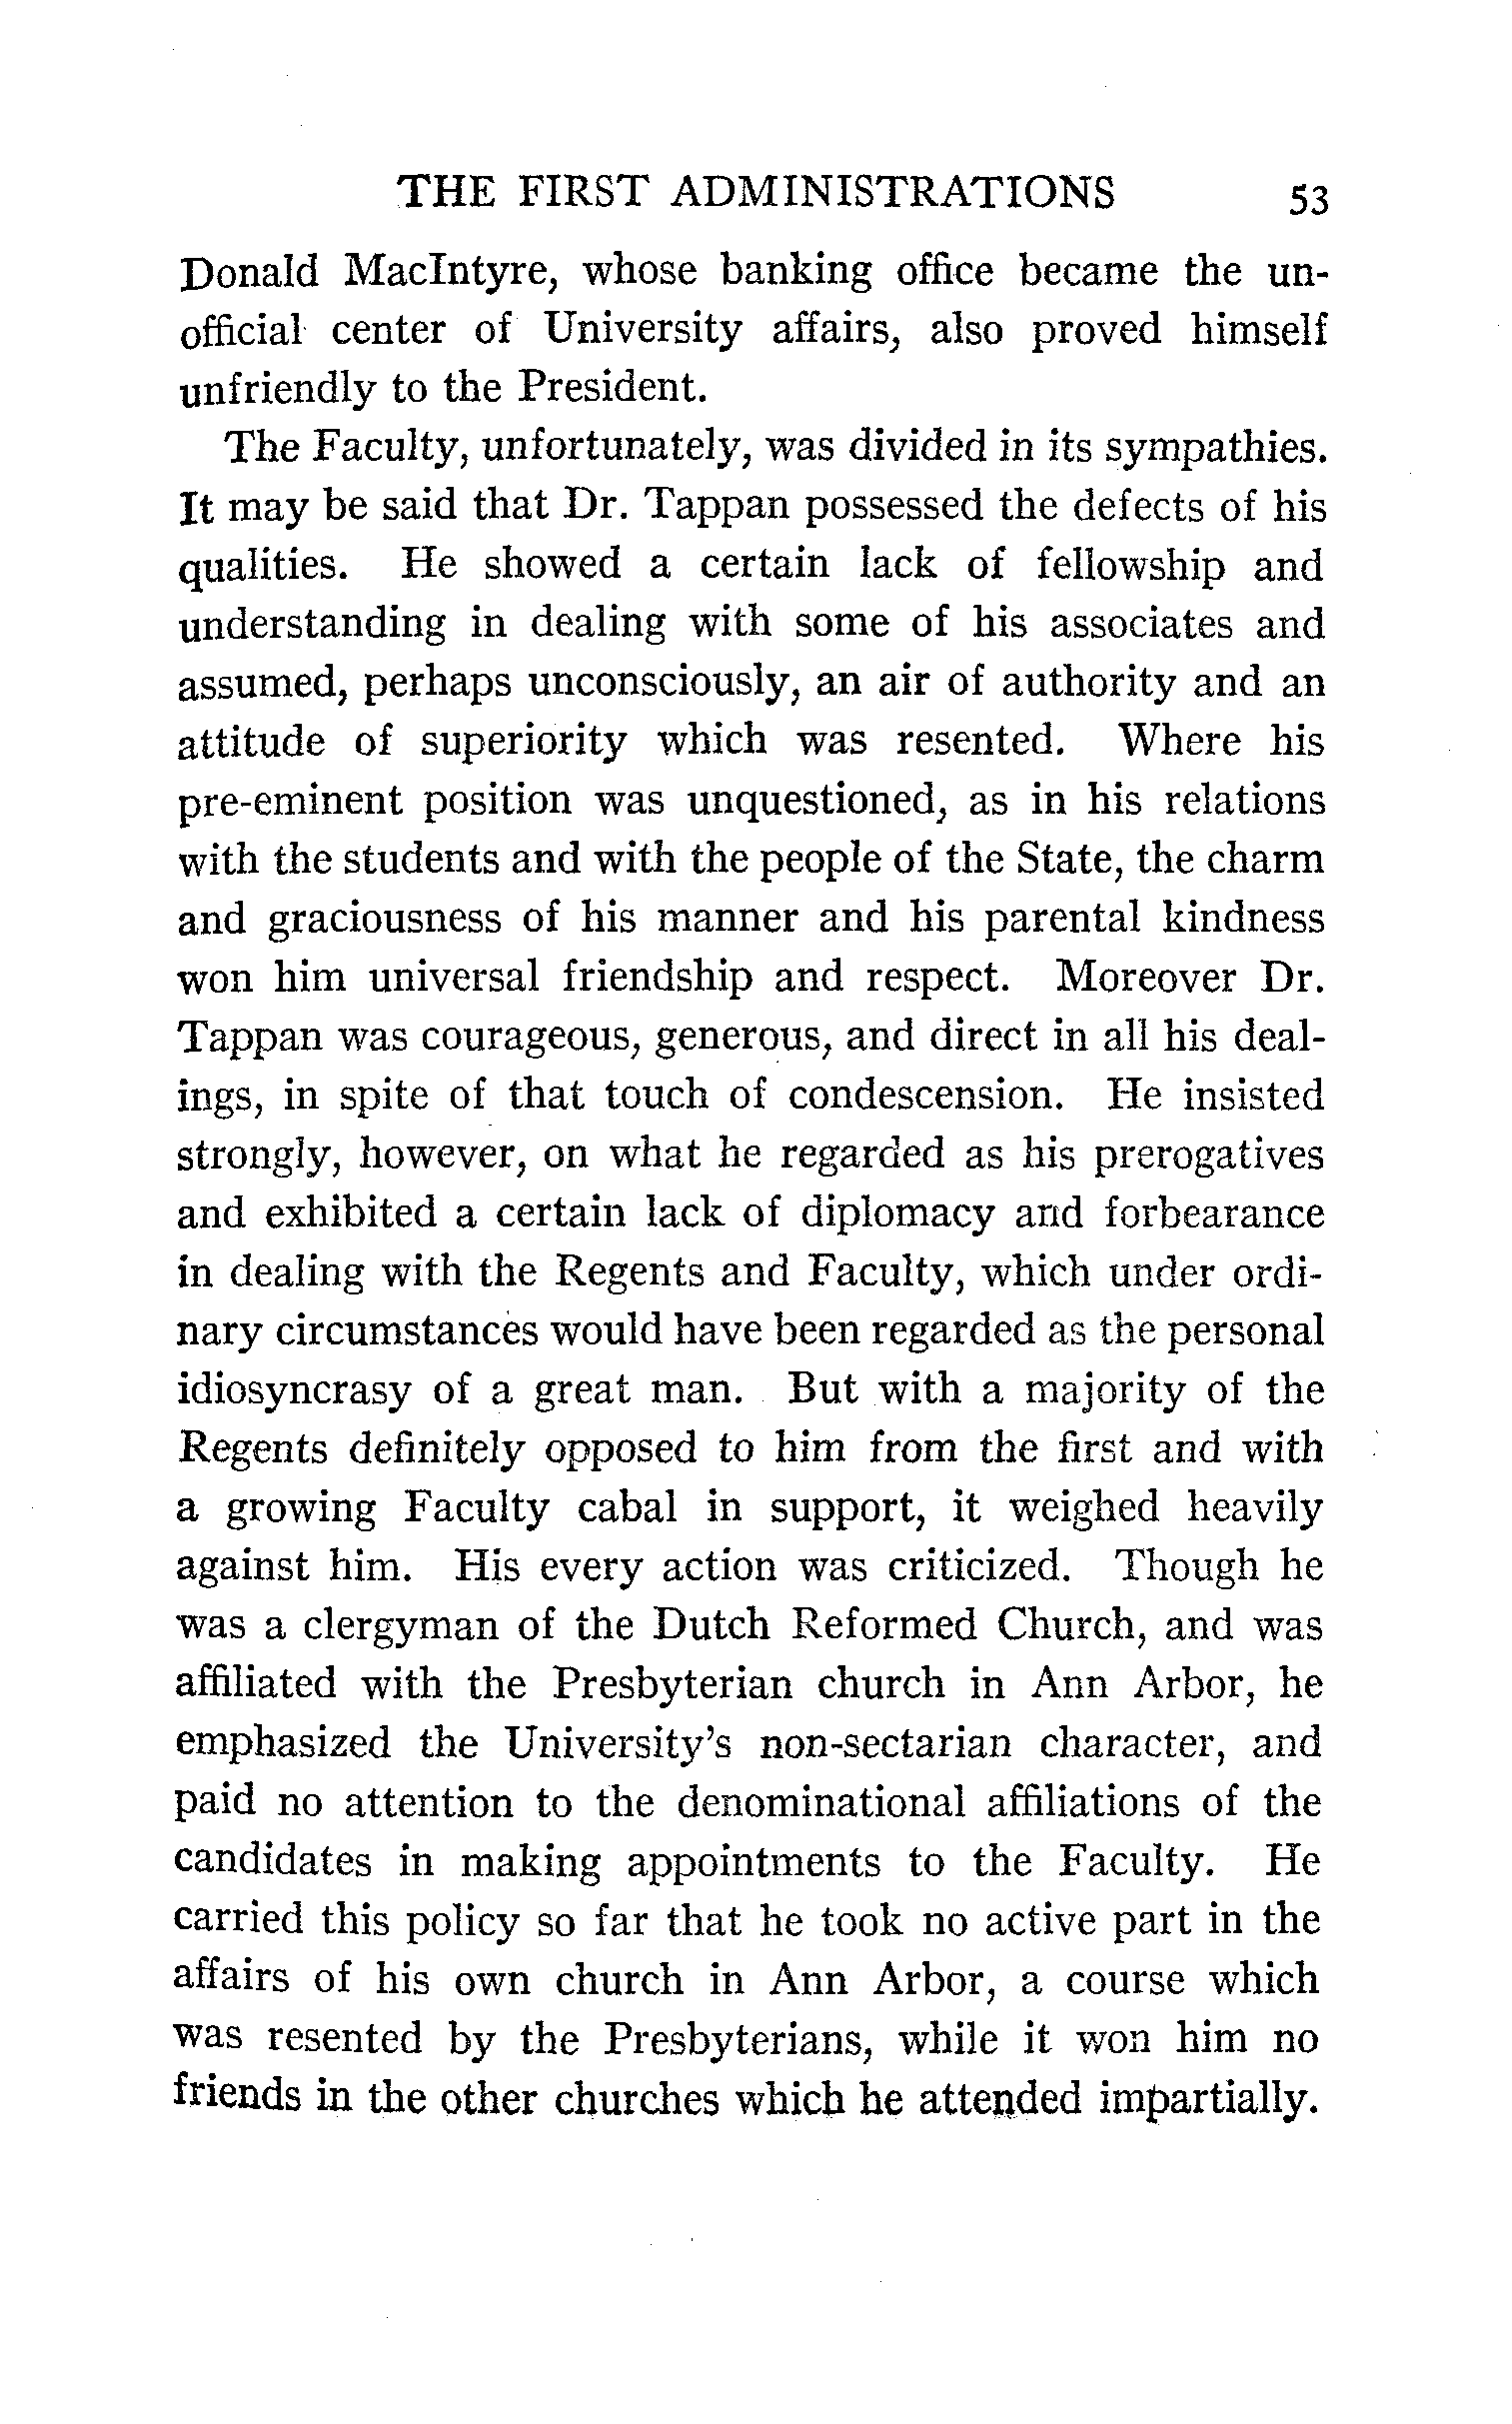 THE FIRST ADMINISTRATIONS 53
Donald MacIntyre, whose banking office became the un-
official center of University affairs, also proved himself
unfriendly to the President.
The Faculty, unfortunately, was divided in its sympathies.
It may be said that Dr. Tappan possessed the defects of his
qualities. He showed a certain lack of fellowship and
understanding in dealing with some of his associates and
assumed, perhaps unconsciously, an air of authority and an
attitude of superiority which was resented. Where his
pre-eminent position was unquestioned, as in his relations
with the students and with the people of the State, the charm
and graciousness of his manner and his parental kindness
won him universal friendship and respect. Moreover Dr.
Tappan was courageous, generous, and direct in all his deal-
ings, in spite of that touch of condescension. He insisted
strongly, however, on what he regarded as his prerogatives
and exhibited a certain lack of diplomacy and forbearance
in dealing with the Regents and Faculty, which under ordi-
nary circumstances would have been regarded as the personal
idiosyncrasy of a great man. But with a majority of the
Regents definitely opposed to him from the first and with
a growing Faculty cabal in support, it weighed heavily
against him. His every action was criticized. Though he
was a clergyman of the Dutch Reformed Church, and was
affiliated with the Presbyterian church in Ann Arbor, he
emphasized the University's non-sectarian character, and
paid no attention to the denominational affiliations of the
candidates in making appointments to the Faculty. He
carried this policy so far that he took no active part in the
affairs of his own church in Ann Arbor, a course which
was resented by the Presbyterians, while it won him no
friends in the other churches which he attended impartially.